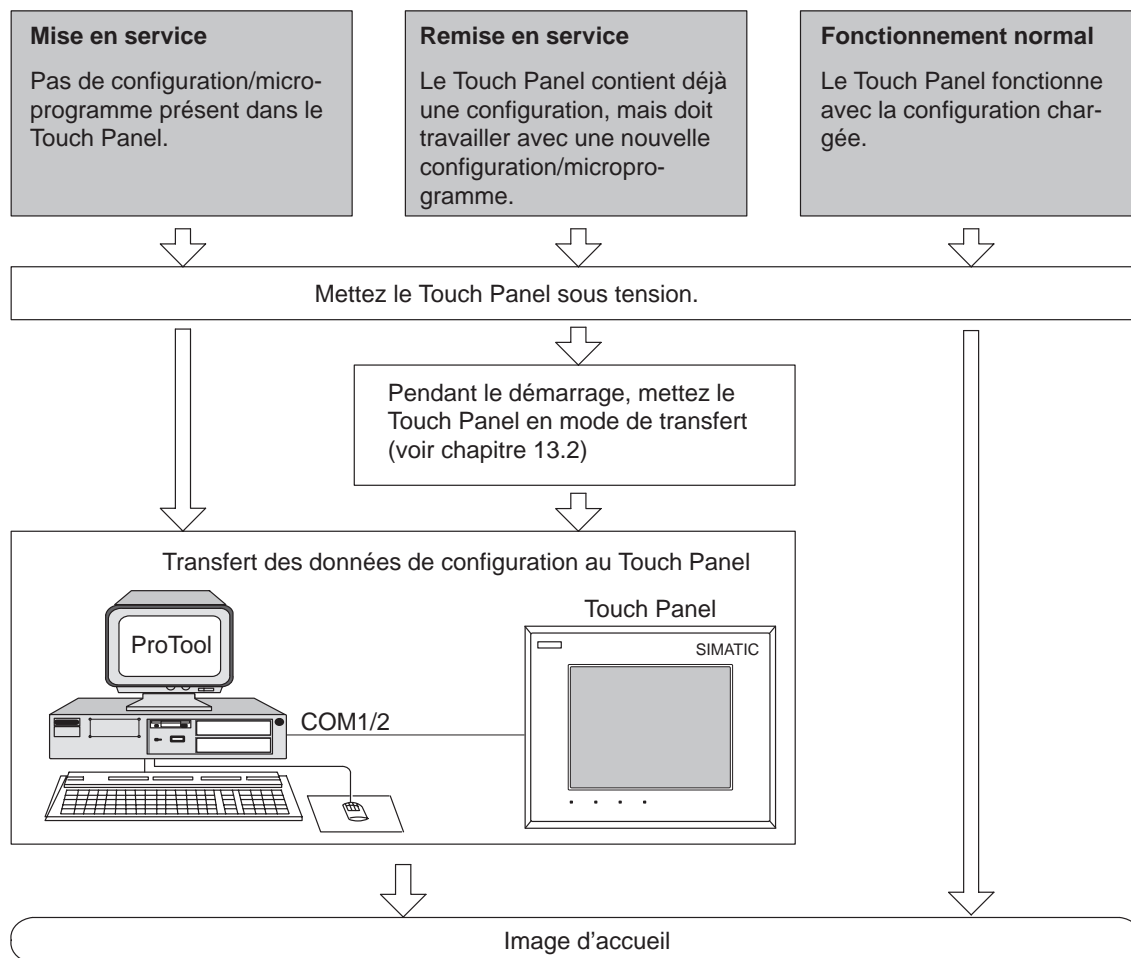 Mise en service
Pas de configuration/micro-
programme présent dans le
Touch Panel.
Remise en service
Le Touch Panel contient déjà
une configuration, mais doit
travailler avec une nouvelle
configuration/micropro-
gramme.
Fonctionnement normal
Le Touch Panel fonctionne
avec la configuration char-
gée.
Mettez le Touch Panel sous tension.
Pendant le démarrage, mettez le
Touch Panel en mode de transfert
(voir chapitre 13.2)
Transfert des données de configuration au Touch Panel
Touch Panel
ProTool
SIMATIC
COM1/2
Image d'accueil